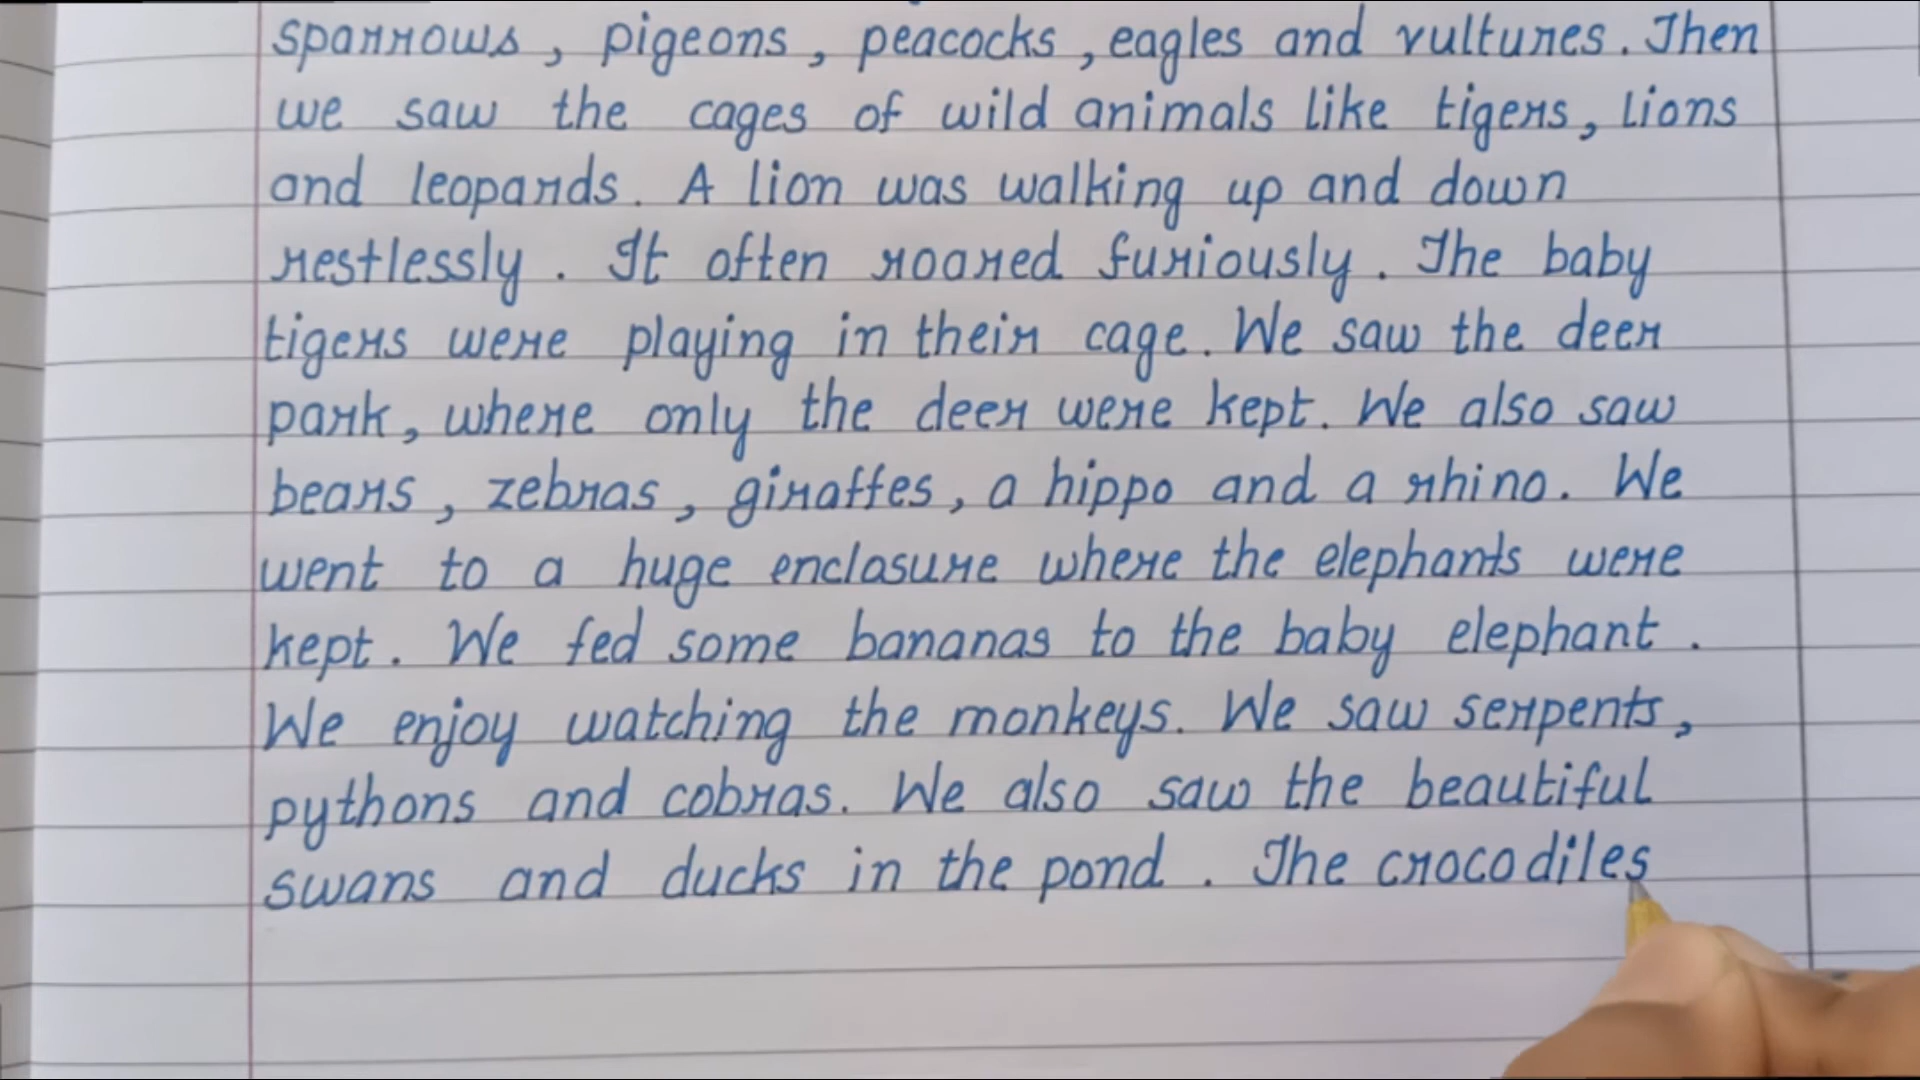 sparrows, pigeons, peacocks, eagles and vultures. Then
we saw the cages of wild animals like tigers, lions
and leopards. A lion was walking up and down
restlessly. It often roared furiously. The baby
tigers were playing in their cage. We saw the deer
park, where only the deer were kept. We also saw
bears, zebras, giraffes, a hippo and a rhino. We
went to a huge enclosure where the elephants were
kept. We fed some bananas to the baby elephant.
We enjoy watching the monkeys. We saw serpents,
pythons and cobras. We also saw the beautiful
swans and ducks in the pond. The crocodiles